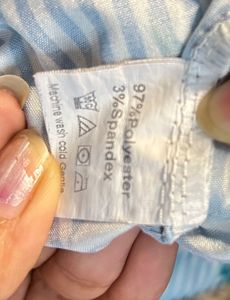 97%Polyester
3%Spandex
Machine wash cold Gentle